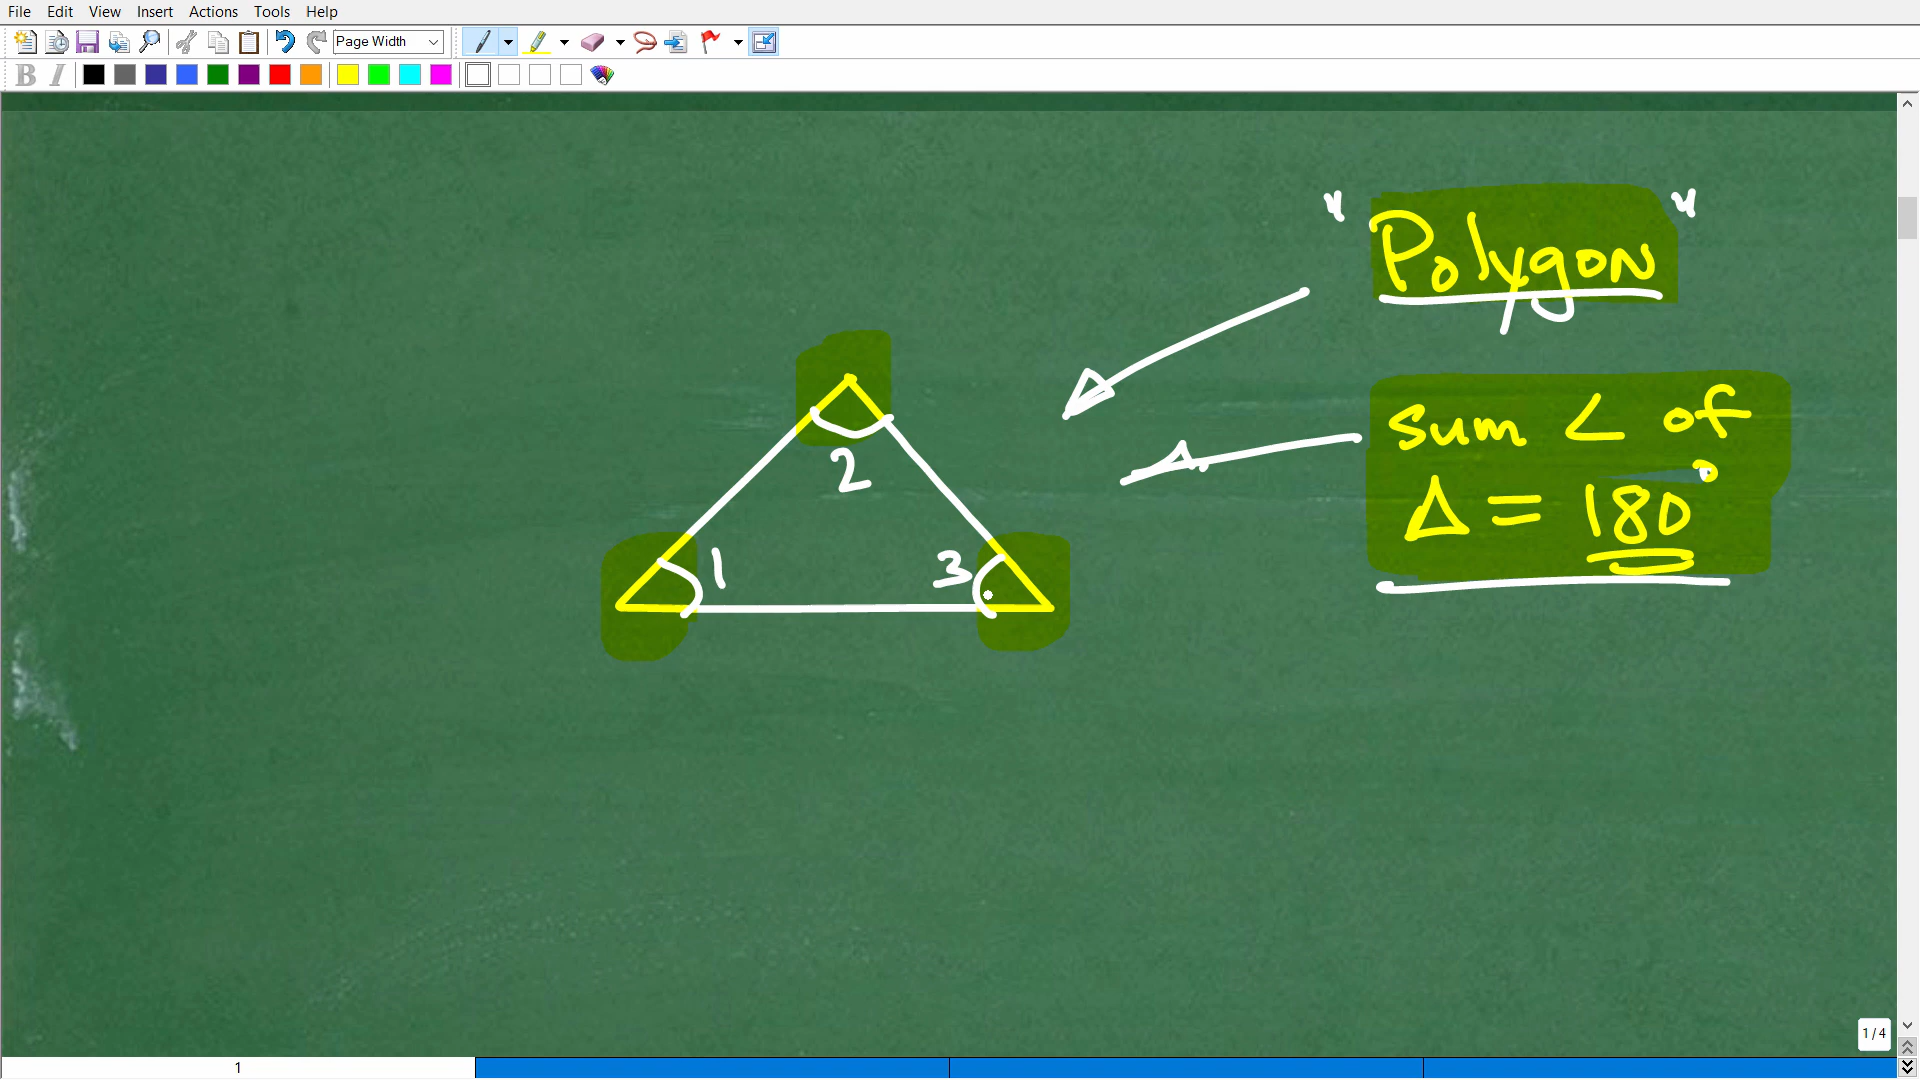 File Edit View Insert Actions Tools Help
Page Width
B I
" Polygon "
sum < of
Δ = 180°
2
1 3
1 / 4
1